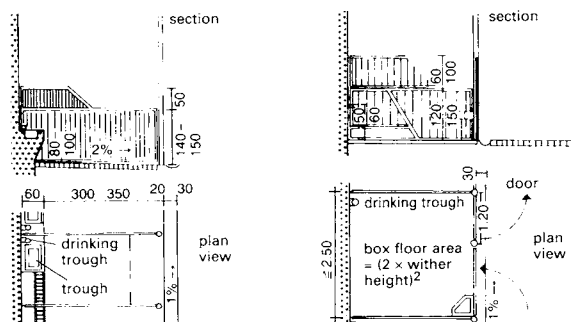 section
50
80
100
2% →
140–
150
60
300
350
20
30
drinking
trough
trough
plan
view
1% →
section
60
100
50
60
120
150
30
door
drinking trough
1.20
≧ 2.50
box floor area
= (2 × wither
height)²
plan
view
1% →